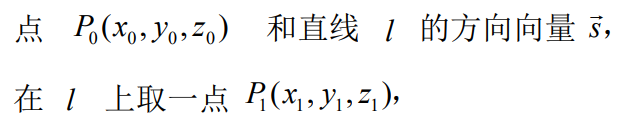 点 P₀(x₀,y₀,z₀) 和直线 l 的方向向量 s⃗,
在 l 上取一点 P₁(x₁,y₁,z₁),